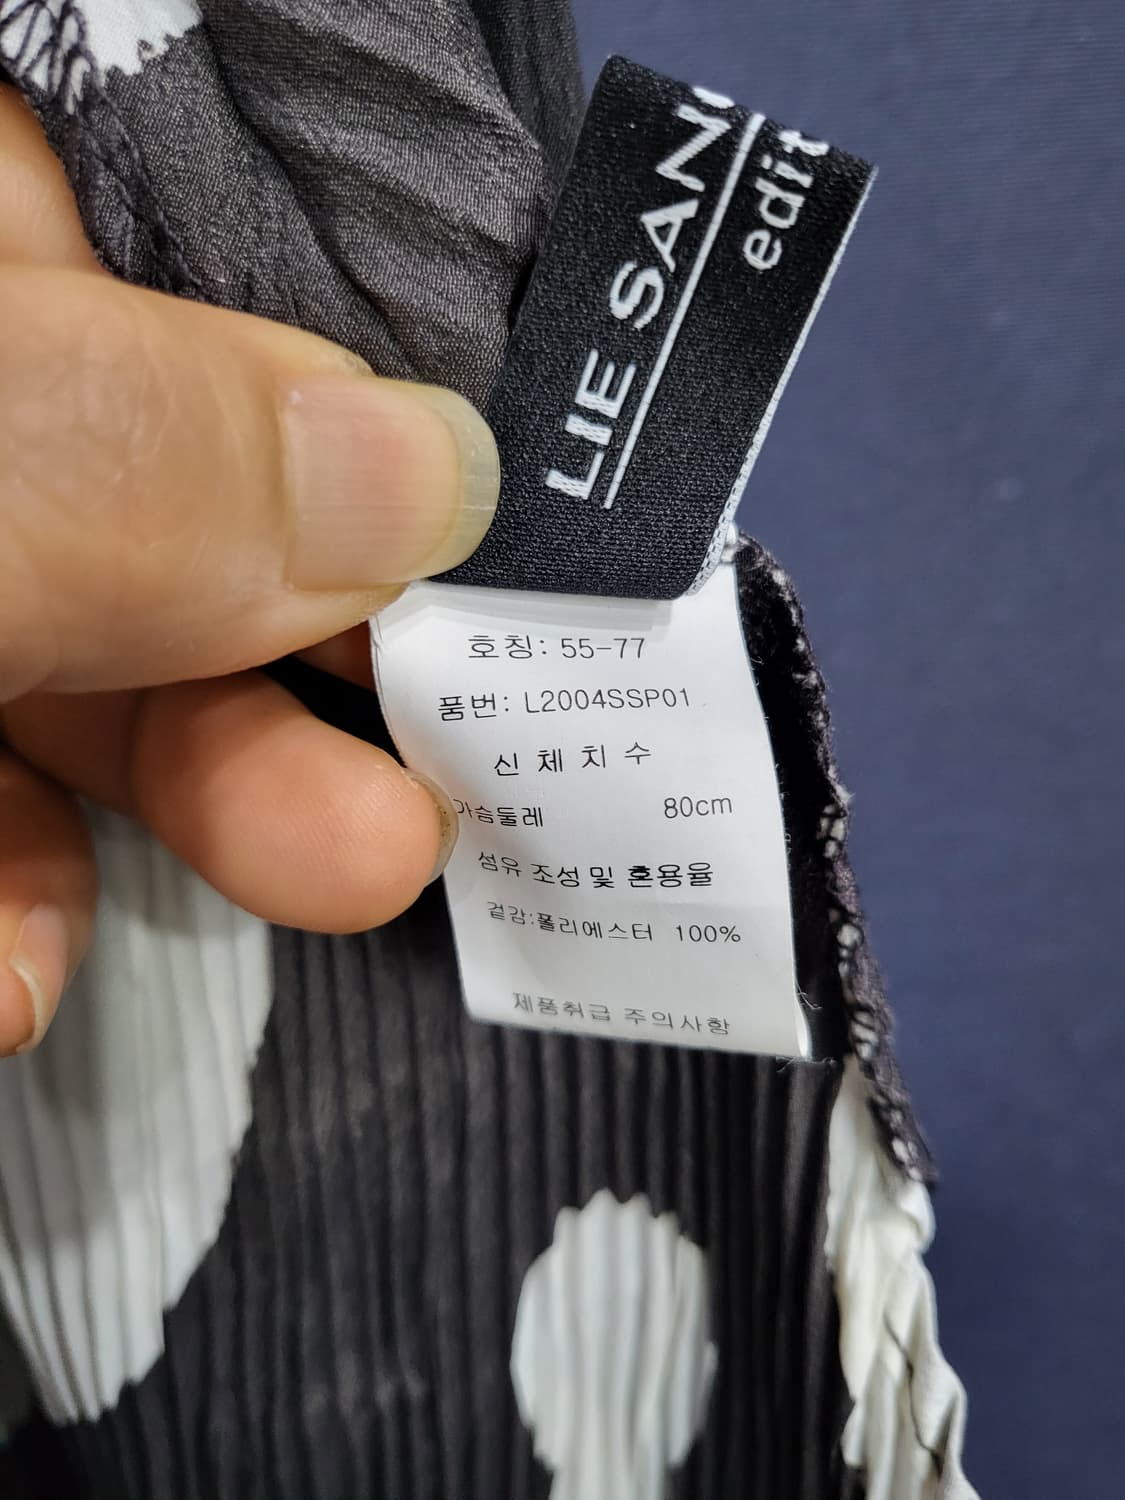 LIE SANG
edit
호칭: 55-77
품번: L2004SSP01
신 체 치 수
가슴둘레 80cm
섬유 조성 및 혼용율
겉감:폴리에스터 100%
제품취급 주의사항